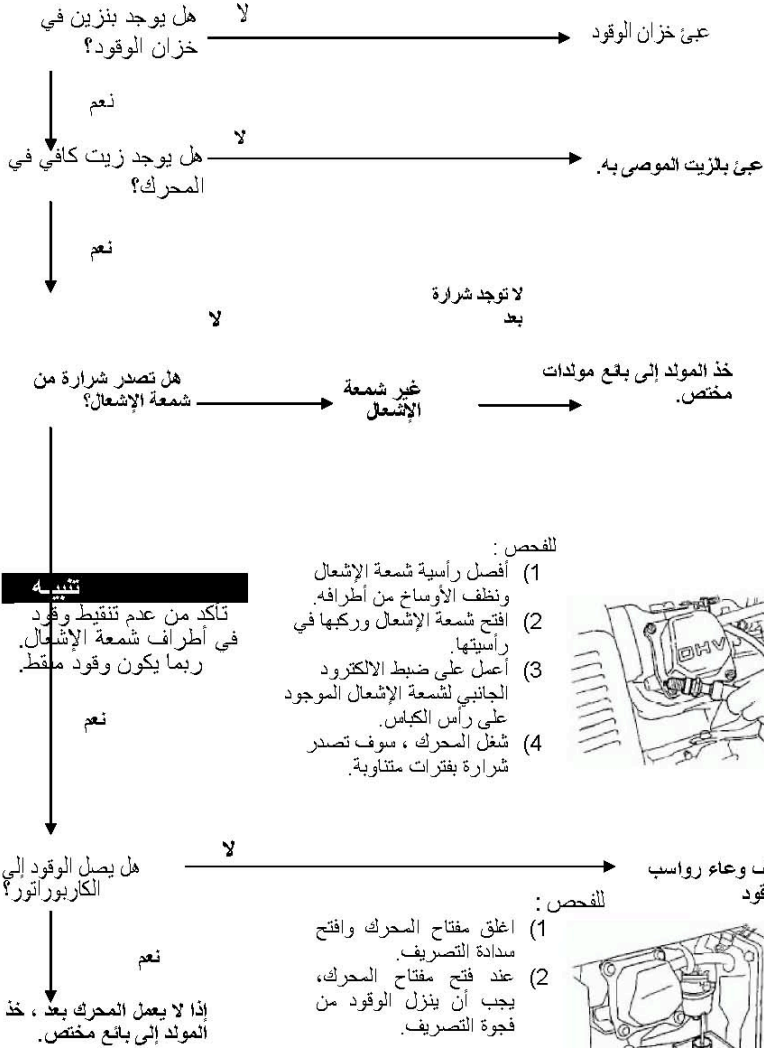 هل يوجد بنزين في
خزان الوقود؟
لا
عبئ خزان الوقود
نعم
هل يوجد زيت كافي في
المحرك؟
لا
عبئ بالزيت الموصى به.
نعم
لا توجد شرارة
بعد
لا
هل تصدر شرارة من
شمعة الإشعال؟
غير شمعة
الإشعال
خذ المولد إلى بائع مولدات
مختص.
تنبيـه
تأكد من عدم تنقيط وقود
في أطراف شمعة الإشعال.
ربما يكون وقود منقط.
نعم
للفحص :
1) أفصل رأسية شمعة الإشعال
ونظف الأوساخ من أطرافه.
2) افتح شمعة الإشعال وركبها في
رأسيتها.
3) أعمل على ضبط الالكترود
الجانبي لشمعة الإشعال الموجود
على رأس الكباس.
4) شغل المحرك ، سوف تصدر
شرارة بفترات متناوبة.
OHV
هل يصل الوقود إلى
الكاربوراتور؟
لا
ف وعاء رواسب
قود
للفحص :
1) اغلق مفتاح المحرك وافتح
سدادة التصريف.
2) عند فتح مفتاح المحرك،
يجب أن ينزل الوقود من
فجوة التصريف.
نعم
إذا لا يعمل المحرك بعد ، خذ
المولد إلى بائع مختص.